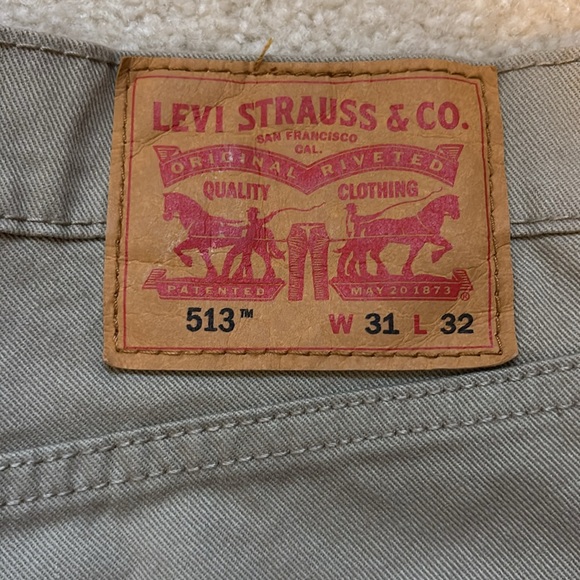 LEVI STRAUSS & CO.
SAN FRANCISCO
CAL.
ORIGINAL RIVETED
QUALITY CLOTHING
PATENTED MAY 20 1873 ®
513™ W 31 L 32